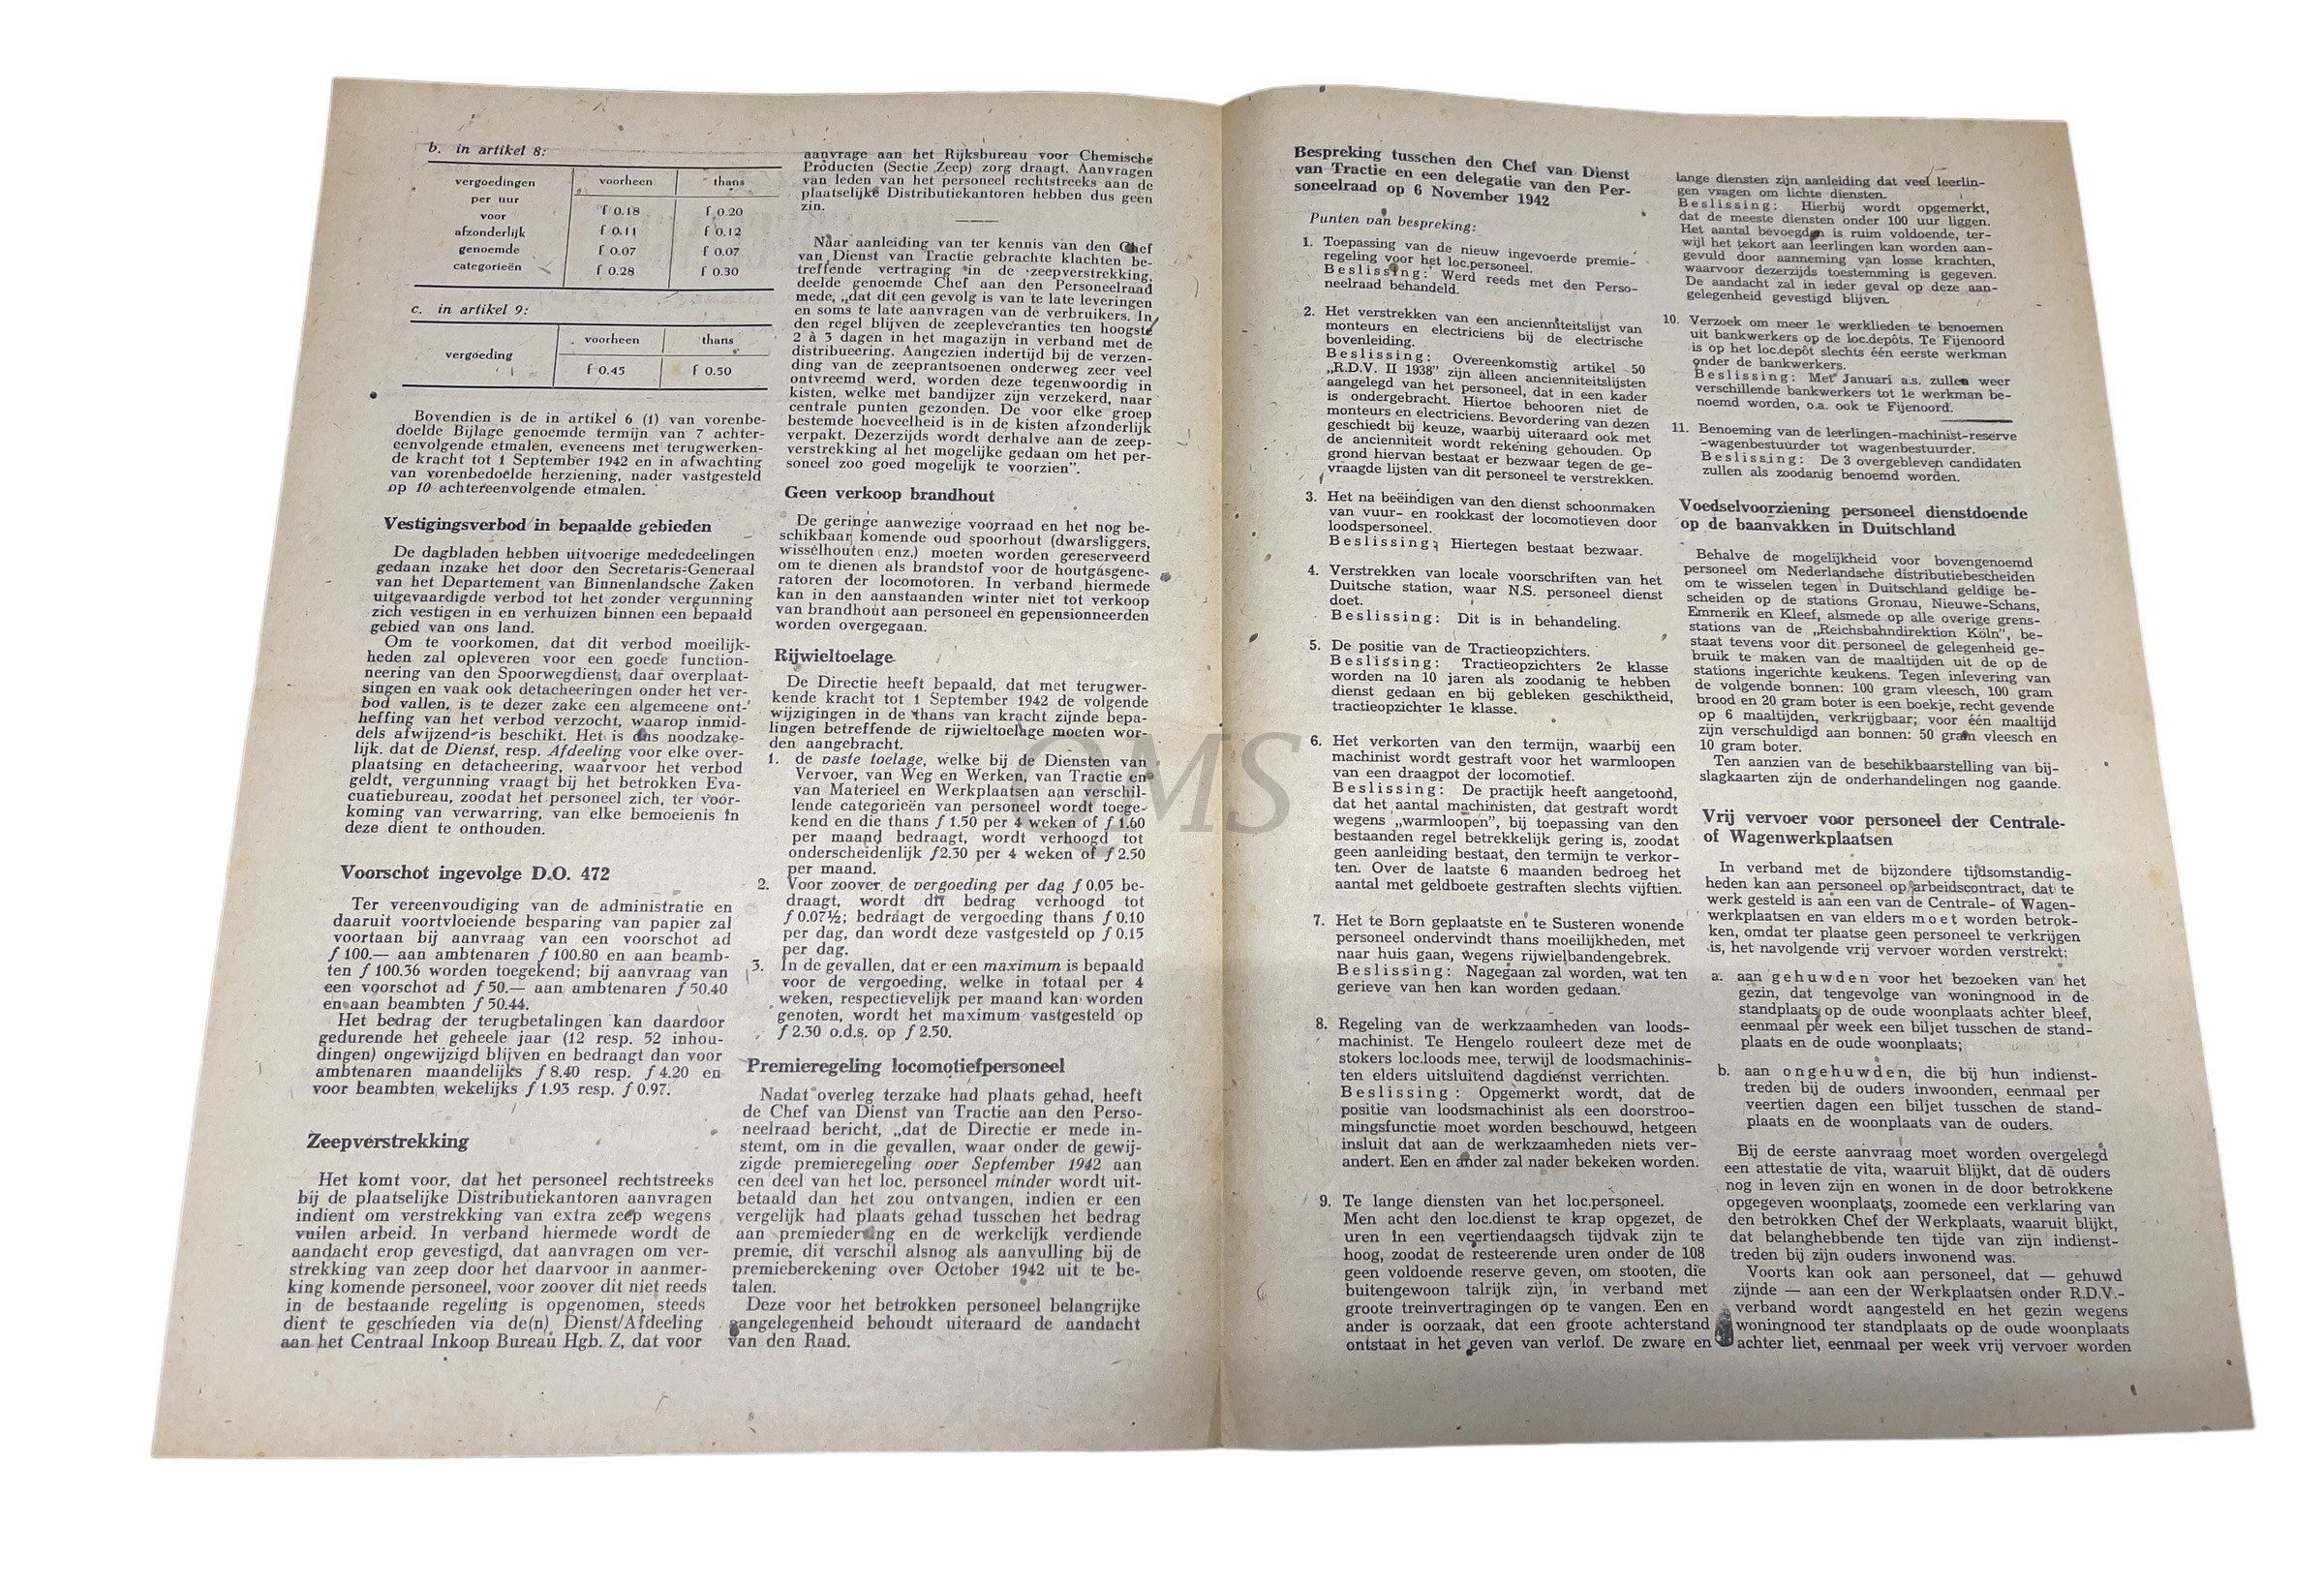 b. in artikel 8:
vergoedingen per uur voor afzonderlijk genoemde categorieën | voorheen | thans
f 0.18 | f 0.20
f 0.11 | f 0.12
f 0.07 | f 0.07
f 0.28 | f 0.30
c. in artikel 9:
vergoeding | voorheen | thans
f 0.45 | f 0.50
Bovendien is de in artikel 6 (1) van vorenbe-
doelde Bijlage genoemde termijn van 7 achter-
eenvolgende etmalen, eveneens met terugwerken-
de kracht tot 1 September 1942 en in afwachting
van vorenbedoelde herziening, nader vastgesteld
op 10 achtereenvolgende etmalen.
Vestigingsverbod in bepaalde gebieden
De dagbladen hebben uitvoerige mededeelingen
gedaan inzake het door den Secretaris-Generaal
van het Departement van Binnenlandsche Zaken
uitgevaardigde verbod tot het zonder vergunning
zich vestigen in en verhuizen binnen een bepaald
gebied van ons land.
Om te voorkomen, dat dit verbod moeilijk-
heden zal opleveren voor een goede function-
neering van den Spoorwegdienst, daar overplaat-
singen en vaak ook detacheeringen onder het ver-
bod vallen, is te dezer zake een algemeene ont-
heffing van het verbod verzocht, waarop inmid-
dels afwijzend is beschikt. Het is dus noodzake-
lijk. dat de Dienst, resp. Afdeeling voor elke over-
plaatsing en detacheering, waarvoor het verbod
geldt, vergunning vraagt bij het betrokken Eva-
cuatiebureau, zoodat het personeel zich, ter voor-
koming van verwarring, van elke bemoeienis in
deze dient te onthouden.
Voorschot ingevolge D.O. 472
Ter vereenvoudiging van de administratie en
daaruit voortvloeiende besparing van papier zal
voortaan bij aanvraag van een voorschot ad
f 100.— aan ambtenaren f 100.80 en aan beamb-
ten f 100.36 worden toegekend; bij aanvraag van
een voorschot ad f 50.— aan ambtenaren f 50.40
en aan beambten f 50.44.
Het bedrag der terugbetalingen kan daardoor
gedurende het geheele jaar (12 resp. 52 inhou-
dingen) ongewijzigd blijven en bedraagt dan voor
ambtenaren maandelijks f 8.40 resp. f 4.20 en
voor beambten wekelijks f 1.93 resp. f 0.97.
Zeepverstrekking
Het komt voor, dat het personeel rechtstreeks
bij de plaatselijke Distributiekantoren aanvragen
indient om verstrekking van extra zeep wegens
vuilen arbeid. In verband hiermede wordt de
aandacht erop gevestigd, dat aanvragen om ver-
strekking van zeep door het daarvoor in aanmer-
king komende personeel, voor zoover dit niet reeds
in de bestaande regeling is opgenomen, steeds
dient te geschieden via de(n) Dienst/Afdeeling
aan het Centraal Inkoop Bureau Hgb. Z, dat voor
aanvrage aan het Rijksbureau voor Chemische
Producten (Sectie Zeep) zorg draagt. Aanvragen
van leden van het personeel rechtstreeks aan de
plaatselijke Distributiekantoren hebben dus geen
zin.
Naar aanleiding van ter kennis van den Chef
van Dienst van Tractie gebrachte klachten be-
treffende vertraging in de zeepverstrekking,
deelde genoemde Chef aan den Personeelraad
mede, „dat dit een gevolg is van te late leveringen
en soms te late aanvragen van de verbruikers. In
den regel blijven de zeepleveranties ten hoogste
2 à 3 dagen in het magazijn in verband met de
distribueering. Aangezien indertijd bij de verzen-
ding van de zeeprantsoenen onderweg zeer veel
ontvreemd werd, worden deze tegenwoordig in
kisten, welke met bandijzer zijn verzekerd, naar
centrale punten gezonden. De voor elke groep
bestemde hoeveelheid is in de kisten afzonderlijk
verpakt. Dezerzijds wordt derhalve aan de zeep-
verstrekking al het mogelijke gedaan om het per-
soneel zoo goed mogelijk te voorzien”.
Geen verkoop brandhout
De geringe aanwezige voorraad en het nog be-
schikbaar komende oud spoorhout (dwarsliggers,
wisselhouten enz.) moeten worden gereserveerd
om te dienen als brandstof voor de houtgasgene-
ratoren der locomotoren. In verband hiermede
kan in den aanstaanden winter niet tot verkoop
van brandhout aan personeel en gepensionneerden
worden overgegaan.
Rijwieltoelage
De Directie heeft bepaald, dat met terugwer-
kende kracht tot 1 September 1942 de volgende
wijzigingen in de thans van kracht zijnde bepa-
lingen betreffende de rijwieltoelage moeten wor-
den aangebracht.
1. de vaste toelage, welke bij de Diensten van
Vervoer, van Weg en Werken, van Tractie en
van Materieel en Werkplaatsen aan verschil-
lende categorieën van personeel wordt toege-
kend en die thans f 1.50 per 4 weken of f 1.60
per maand bedraagt, wordt verhoogd tot
onderscheidenlijk f2.30 per 4 weken of f 2.50
per maand.
2. Voor zoover de vergoeding per dag f 0.05 be-
draagt, wordt dit bedrag verhoogd tot
f 0.07½; bedraagt de vergoeding thans f 0.10
per dag, dan wordt deze vastgesteld op f 0.15
per dag.
3. In de gevallen, dat er een maximum is bepaald
voor de vergoeding, welke in totaal per 4
weken, respectievelijk per maand kan worden
genoten, wordt het maximum vastgesteld op
f 2.30 o.d.s. op f 2.50.
Premieregeling locomotiefpersoneel
Nadat overleg terzake had plaats gehad, heeft
de Chef van Dienst van Tractie aan den Perso-
neelraad bericht, „dat de Directie er mede in-
stemt, om in die gevallen, waar onder de gewij-
zigde premieregeling over September 1942 aan
een deel van het loc. personeel minder wordt uit-
betaald dan het zou ontvangen, indien er een
vergelijk had plaats gehad tusschen het bedrag
aan premiederving en de werkelijk verdiende
premie, dit verschil alsnog als aanvulling bij de
premieberekening over October 1942 uit te be-
talen.
Deze voor het betrokken personeel belangrijke
aangelegenheid behoudt uiteraard de aandacht
van den Raad.
Bespreking tusschen den Chef van Dienst
van Tractie en een delegatie van den Per-
soneelraad op 6 November 1942
Punten van bespreking:
1. Toepassing van de nieuw ingevoerde premie-
regeling voor het loc.personeel.
Beslissing: Werd reeds met den Perso-
neelraad behandeld.
2. Het verstrekken van een ancienniteitslijst van
monteurs en electriciens bij de electrische
bovenleiding.
Beslissing: Overeenkomstig artikel 50
„R.D.V. II 1938” zijn alleen ancienniteitslijsten
aangelegd van het personeel, dat in een kader
is ondergebracht. Hiertoe behooren niet de
monteurs en electriciens. Bevordering van dezen
geschiedt bij keuze, waarbij uiteraard ook met
de ancienniteit wordt rekening gehouden. Op
grond hiervan bestaat er bezwaar tegen de ge-
vraagde lijsten van dit personeel te verstrekken.
3. Het na beëindigen van den dienst schoonmaken
van vuur- en rookkast der locomotieven door
loodspersoneel.
Beslissing: Hiertegen bestaat bezwaar.
4. Verstrekken van locale voorschriften van het
Duitsche station, waar N.S. personeel dienst
doet.
Beslissing: Dit is in behandeling.
5. De positie van de Tractieopzichters.
Beslissing: Tractieopzichters 2e klasse
worden na 10 jaren als zoodanig te hebben
dienst gedaan en bij gebleken geschiktheid,
tractieopzichter 1e klasse.
6. Het verkorten van den termijn, waarbij een
machinist wordt gestraft voor het warmloopen
van een draagpot der locomotief.
Beslissing: De practijk heeft aangetoond,
dat het aantal machinisten, dat gestraft wordt
wegens „warmloopen”, bij toepassing van den
bestaanden regel betrekkelijk gering is, zoodat
geen aanleiding bestaat, den termijn te verkor-
ten. Over de laatste 6 maanden bedroeg het
aantal met geldboete gestraften slechts vijftien.
7. Het te Born geplaatste en te Susteren wonende
personeel ondervindt thans moeilijkheden, met
naar huis gaan, wegens rijwielbandengebrek.
Beslissing: Nagegaan zal worden, wat ten
gerieve van hen kan worden gedaan.
8. Regeling van de werkzaamheden van loods-
machinist. Te Hengelo rouleert deze met de
stokers loc.loods mee, terwijl de loodsmachinis-
ten elders uitsluitend dagdienst verrichten.
Beslissing: Opgemerkt wordt, dat de
positie van loodsmachinist als een doorstroo-
mingsfunctie moet worden beschouwd, hetgeen
insluit dat aan de werkzaamheden niets ver-
andert. Een en ander zal nader bekeken worden.
9. Te lange diensten van het loc.personeel.
Men acht den loc.dienst te krap opgezet, de
uren in een veertiendaagsch tijdvak zijn te
hoog, zoodat de resteerende uren onder de 108
geen voldoende reserve geven, om stooten, die
buitengewoon talrijk zijn, in verband met
groote treinvertragingen op te vangen. Een en
ander is oorzaak, dat een groote achterstand
ontstaat in het geven van verlof. De zware en
lange diensten zijn aanleiding dat veel leerlin-
gen vragen om lichte diensten.
Beslissing: Hierbij wordt opgemerkt,
dat de meeste diensten onder 100 uur liggen.
Het aantal bevoegden is ruim voldoende, ter-
wijl het tekort aan leerlingen kan worden aan-
gevuld door aanneming van losse krachten,
waarvoor dezerzijds toestemming is gegeven.
De aandacht zal in ieder geval op deze aan-
gelegenheid gevestigd blijven.
10. Verzoek om meer 1e werklieden te benoemen
uit bankwerkers op de loc.depôts. Te Fijenoord
is op het loc.depôt slechts één eerste werkman
onder de bankwerkers.
Beslissing: Met Januari a.s. zullen weer
verschillende bankwerkers tot 1e werkman be-
noemd worden, o.a. ook te Fijenoord.
11. Benoeming van de leerlingen-machinist-reserve
-wagenbestuurder tot wagenbestuurder.
Beslissing: De 3 overgebleven candidaten
zullen als zoodanig benoemd worden.
Voedselvoorziening personeel dienstdoende
op de baanvakken in Duitschland
Behalve de mogelijkheid voor bovengenoemd
personeel om Nederlandsche distributiebescheiden
om te wisselen tegen in Duitschland geldige be-
scheiden op de stations Gronau, Nieuwe-Schans,
Emmerik en Kleef, alsmede op alle overige grens-
stations van de „Reichsbahndirektion Köln”, be-
staat tevens voor dit personeel de gelegenheid ge-
bruik te maken van de maaltijden uit de op de
stations ingerichte keukens. Tegen inlevering van
de volgende bonnen: 100 gram vleesch, 100 gram
brood en 20 gram boter is een boekje, recht gevende
op 6 maaltijden, verkrijgbaar; voor één maaltijd
zijn verschuldigd aan bonnen: 50 gram vleesch en
10 gram boter.
Ten aanzien van de beschikbaarstelling van bij-
slagkaarten zijn de onderhandelingen nog gaande.
Vrij vervoer voor personeel der Centrale-
of Wagenwerkplaatsen
In verband met de bijzondere tijdsomstandig-
heden kan aan personeel op arbeidscontract, dat te
werk gesteld is aan een van de Centrale- of Wagen-
werkplaatsen en van elders moet worden betrok-
ken, omdat ter plaatse geen personeel te verkrijgen
is, het navolgende vrij vervoer worden verstrekt:
a. aan gehuwden voor het bezoeken van het
gezin, dat tengevolge van woningnood in de
standplaats op de oude woonplaats achter bleef,
eenmaal per week een biljet tusschen de stand-
plaats en de oude woonplaats;
b. aan ongehuwden, die bij hun indienst-
treden bij de ouders inwoonden, eenmaal per
veertien dagen een biljet tusschen de stand-
plaats en de woonplaats van de ouders.
Bij de eerste aanvraag moet worden overgelegd
een attestatie de vita, waaruit blijkt, dat de ouders
nog in leven zijn en wonen in de door betrokkene
opgegeven woonplaats, zoomede een verklaring van
den betrokken Chef der Werkplaats, waaruit blijkt,
dat belanghebbende ten tijde van zijn indienst-
treden bij zijn ouders inwonend was.
Voorts kan ook aan personeel, dat — gehuwd
zijnde — aan een der Werkplaatsen onder R.D.V.-
verband wordt aangesteld en het gezin wegens
woningnood ter standplaats op de oude woonplaats
achter liet, eenmaal per week vrij vervoer worden
QMS